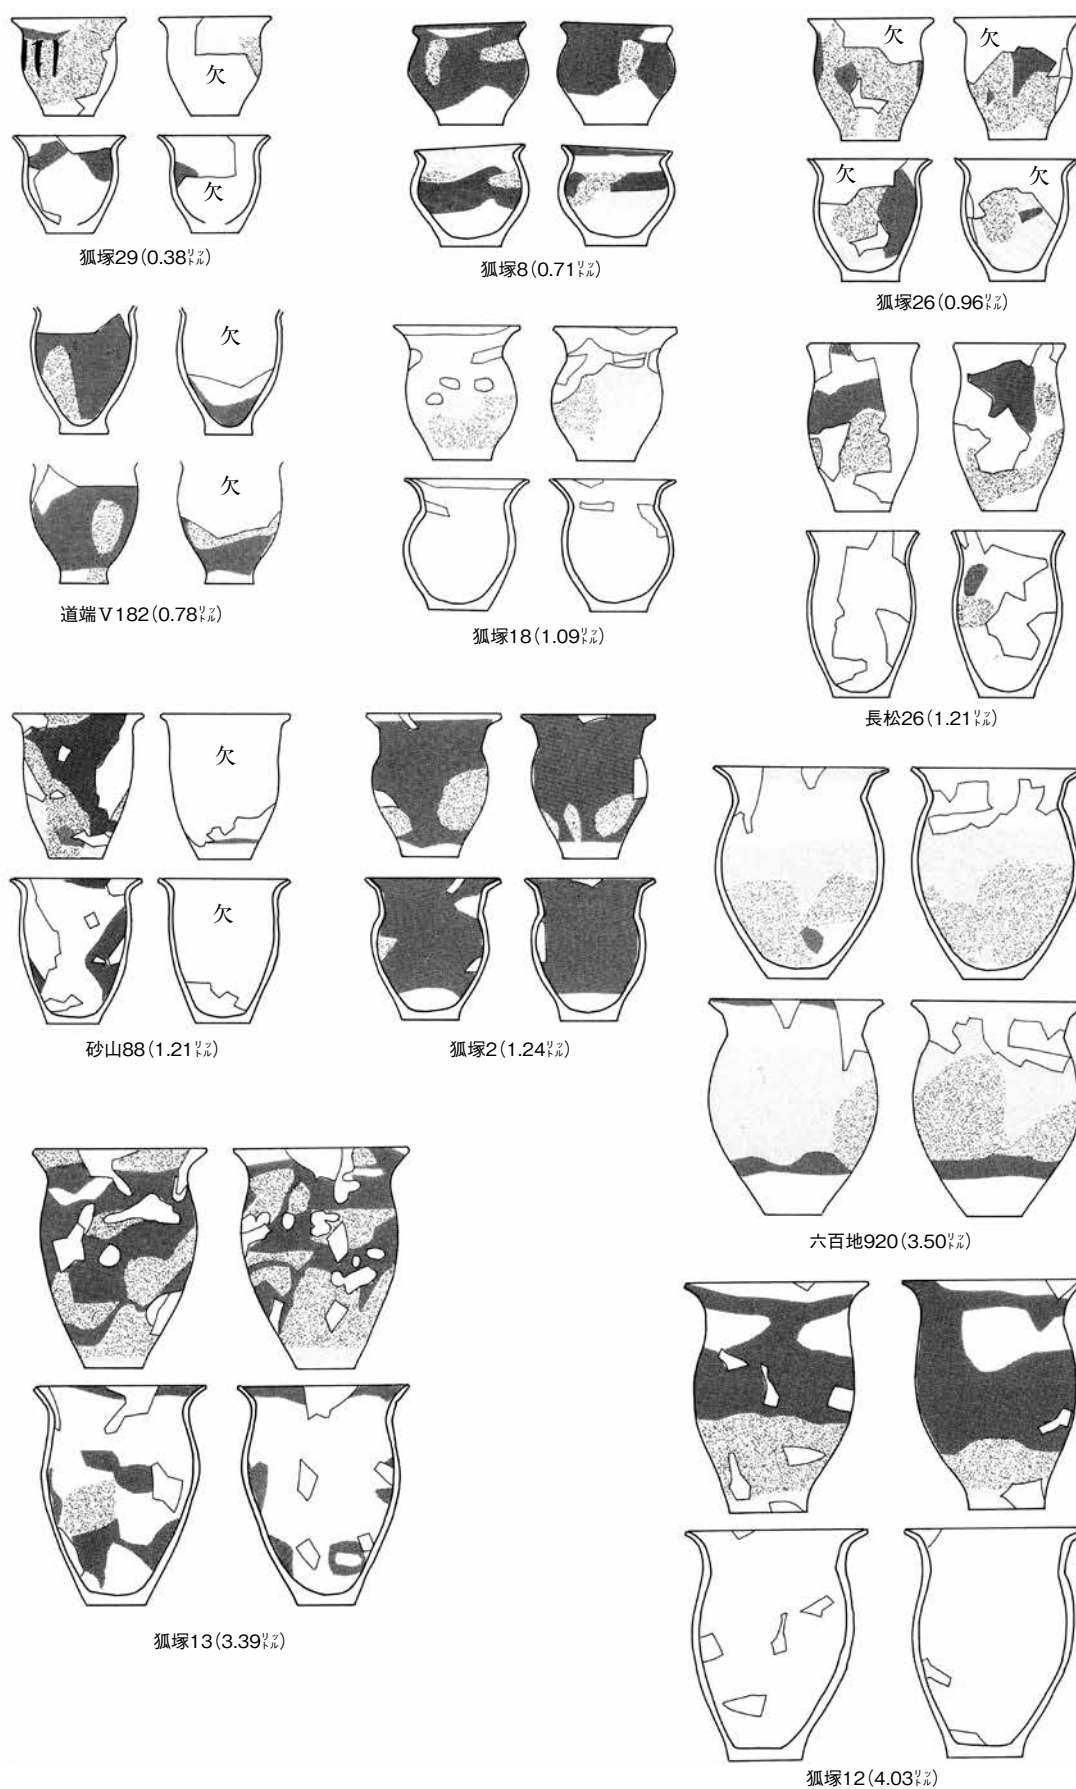 欠
欠
狐塚29(0.38リットル)
狐塚8(0.71リットル)
欠
欠
欠
欠
狐塚26(0.96リットル)
欠
欠
道端Ⅴ182(0.78リットル)
狐塚18(1.09リットル)
長松26(1.21リットル)
欠
欠
砂山88(1.21リットル)
狐塚2(1.24リットル)
六百地920(3.50リットル)
狐塚13(3.39リットル)
狐塚12(4.03リットル)